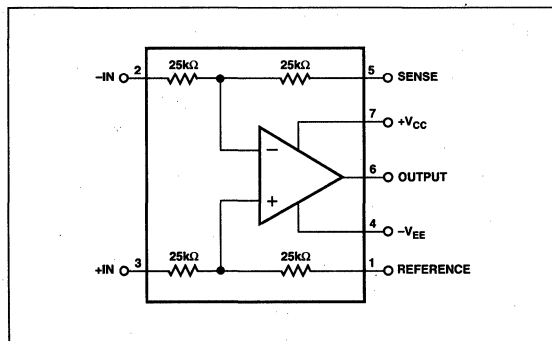 25kΩ 25kΩ
–IN 2 5 SENSE
7 +VCC
–
6 OUTPUT
+
4 –VEE
25kΩ 25kΩ
+IN 3 1 REFERENCE